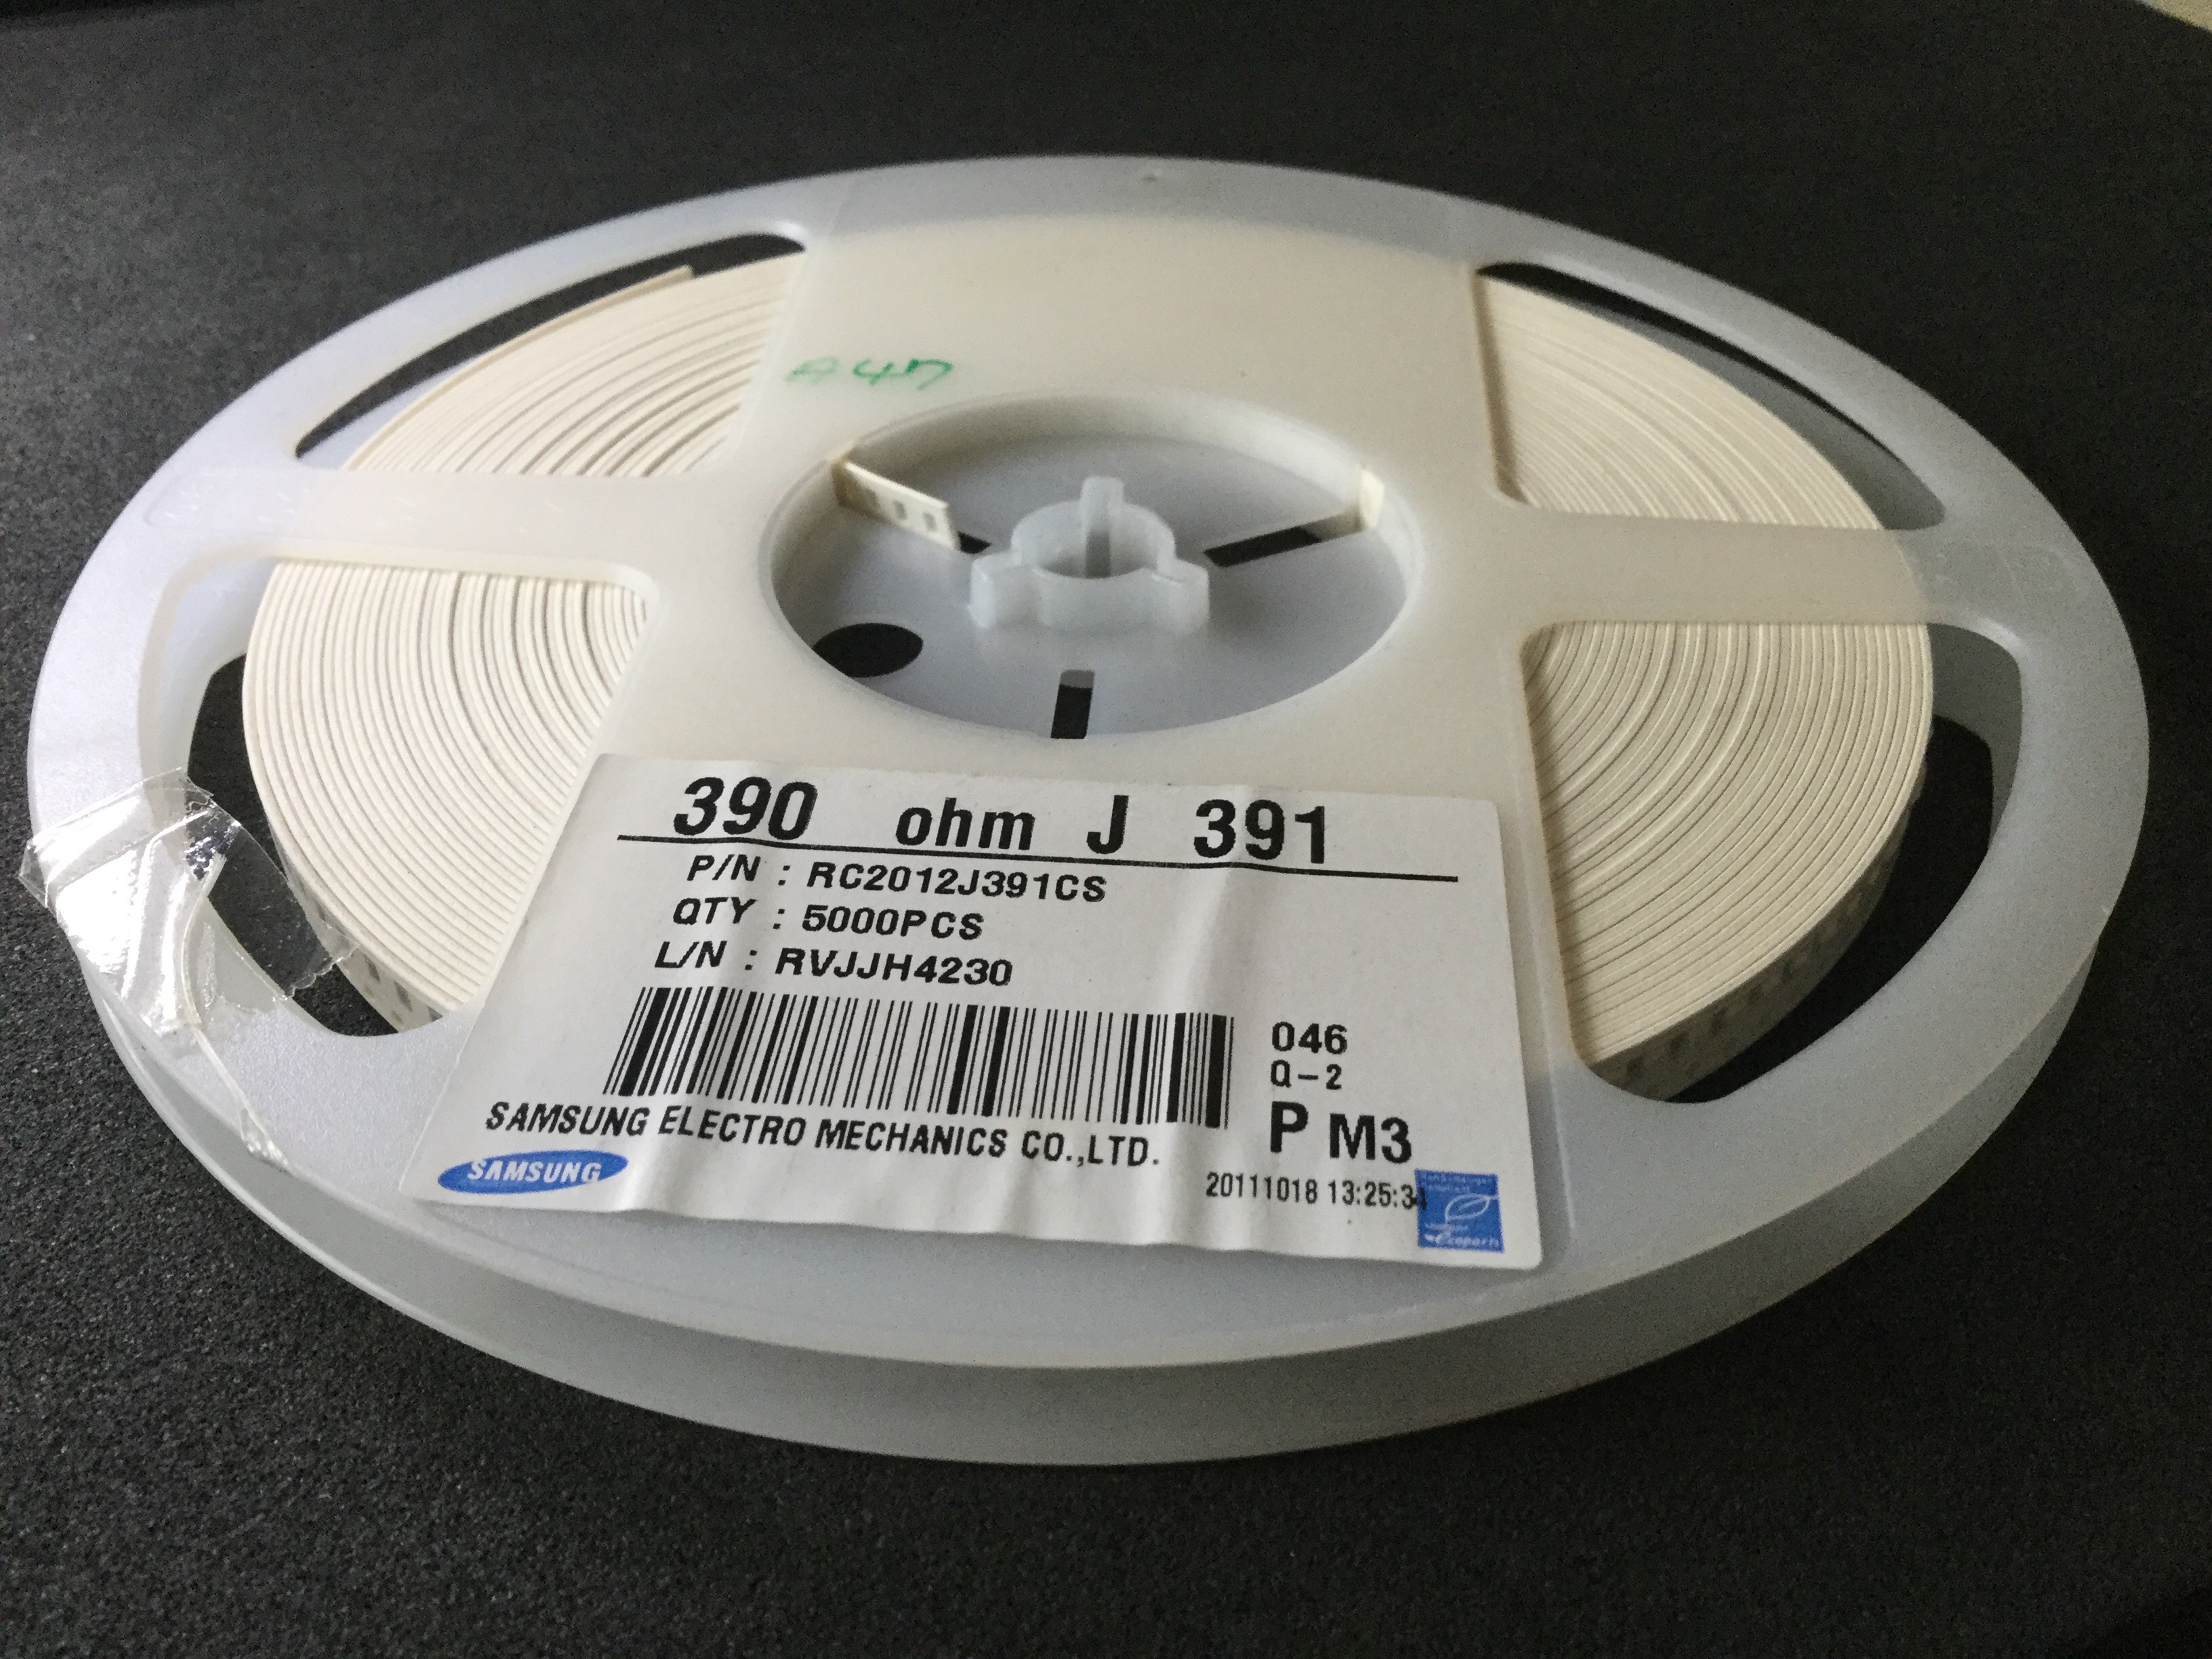 390 ohm J 391
P/N : RC2012J391CS
QTY : 5000PCS
L/N : RVJJH4230
046
Q-2
P M3
SAMSUNG ELECTRO MECHANICS CO.,LTD.
SAMSUNG
20111018 13:25:34
ecoparts